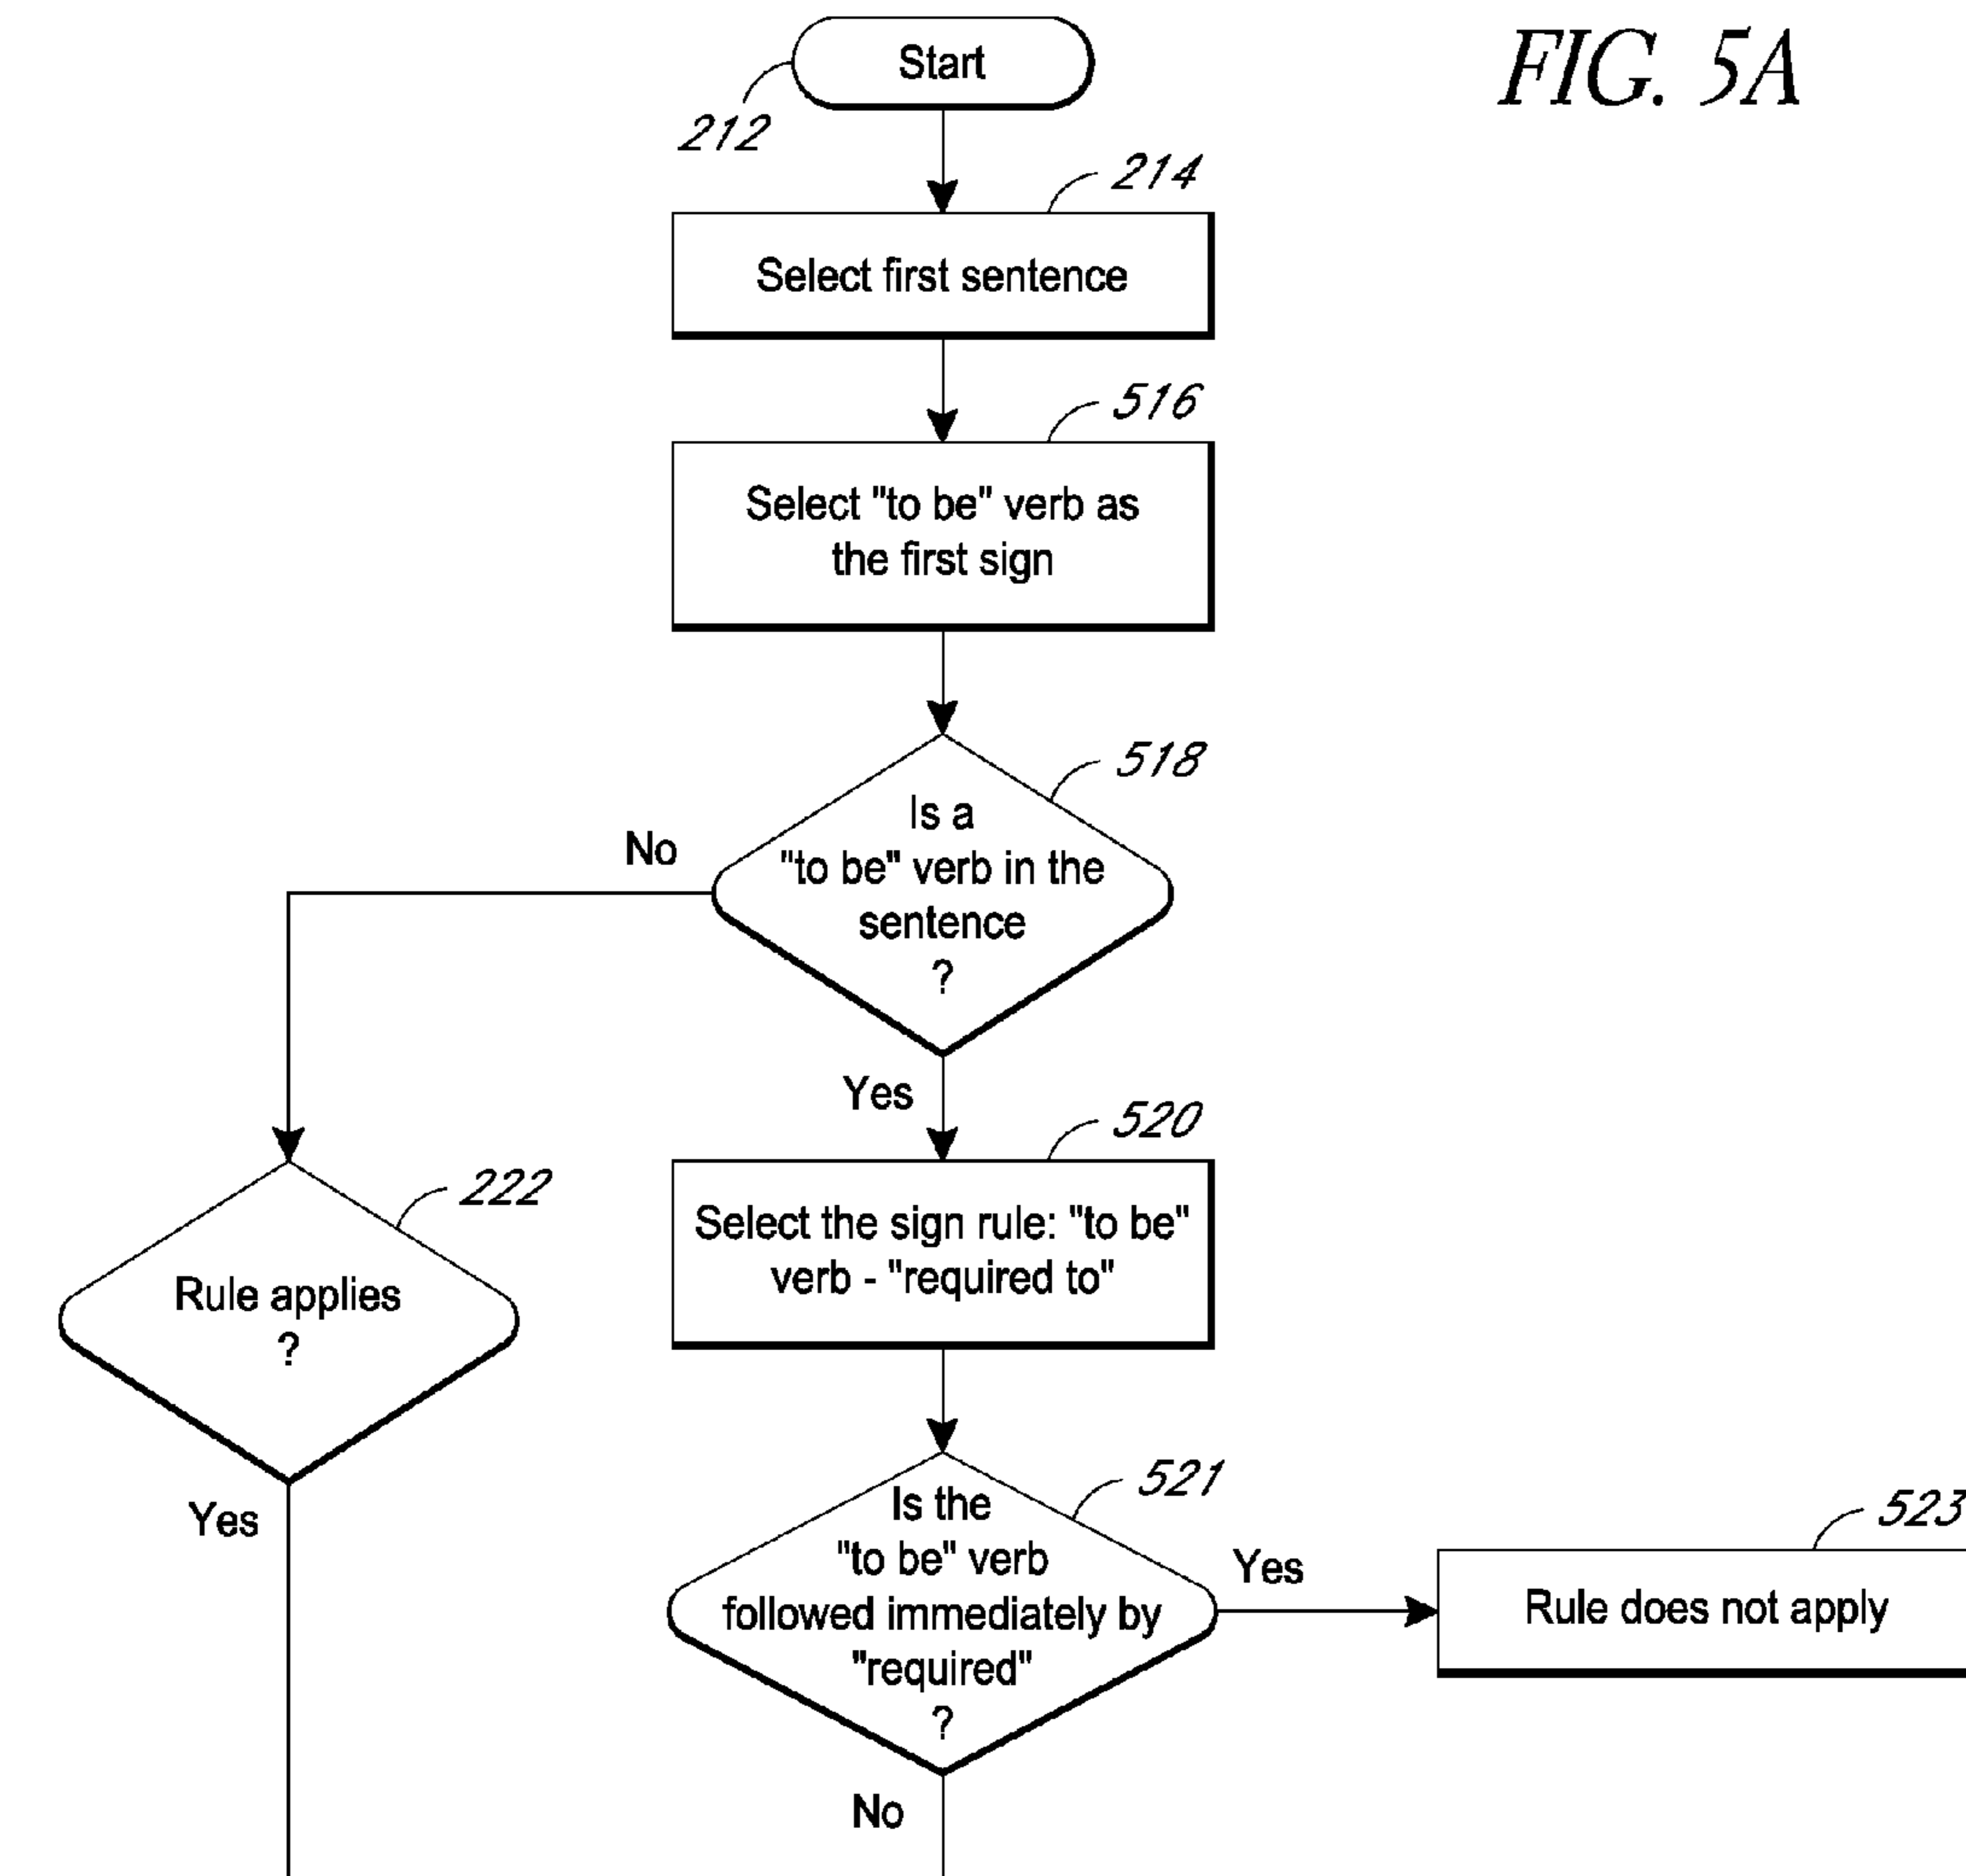 FIG. 5A
Start
212
214
Select first sentence
516
Select "to be" verb as
the first sign
518
Is a
"to be" verb in the
sentence
?
No
Yes
222
Rule applies
?
Yes
520
Select the sign rule: "to be"
verb - "required to"
521
Is the
"to be" verb
followed immediately by
"required"
?
Yes
523
Rule does not apply
No